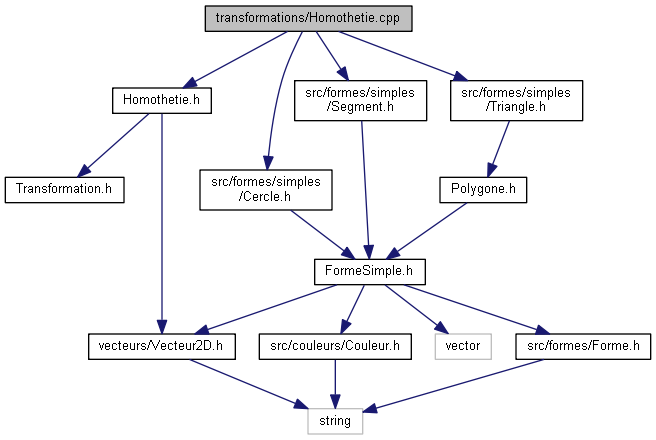 transformations/Homothetie.cpp
Homothetie.h
src/formes/simples
/Segment.h
src/formes/simples
/Triangle.h
Transformation.h
src/formes/simples
/Cercle.h
Polygone.h
FormeSimple.h
vecteurs/Vecteur2D.h
src/couleurs/Couleur.h
vector
src/formes/Forme.h
string